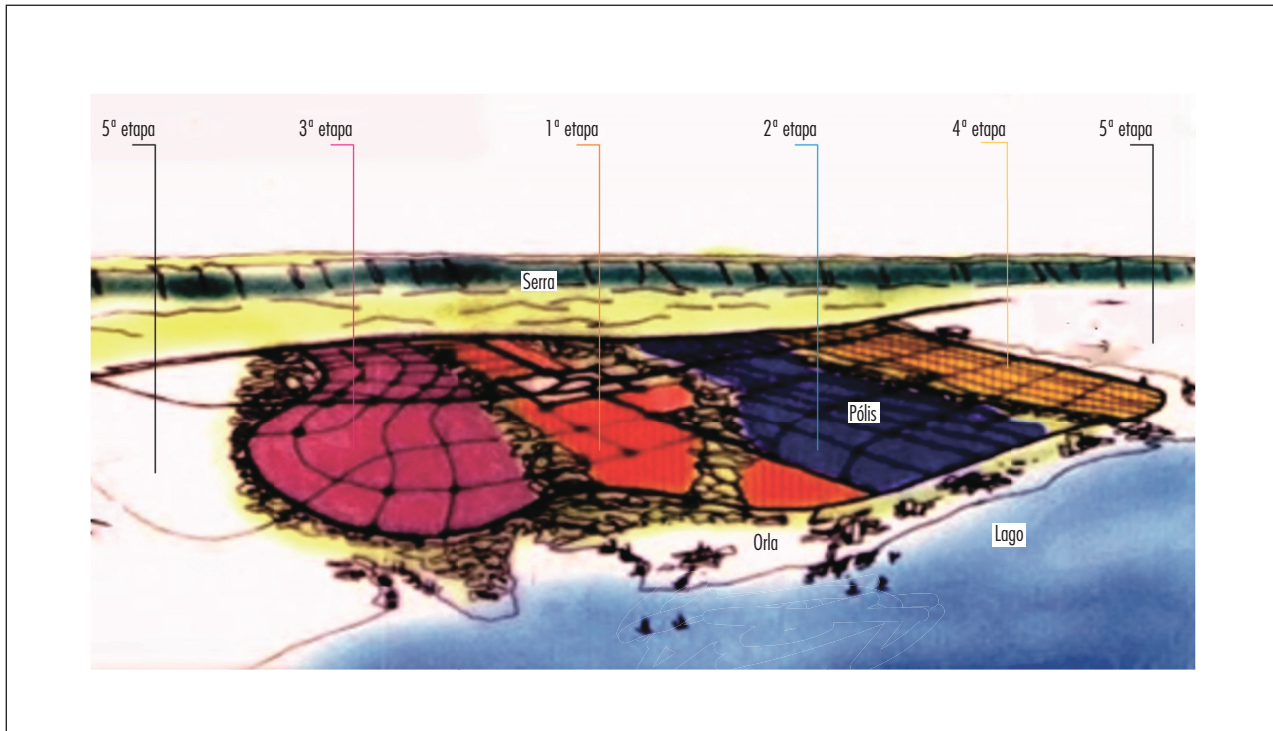 5ª etapa
3ª etapa
1ª etapa
2ª etapa
4ª etapa
5ª etapa
Serra
Pólis
Orla
Lago